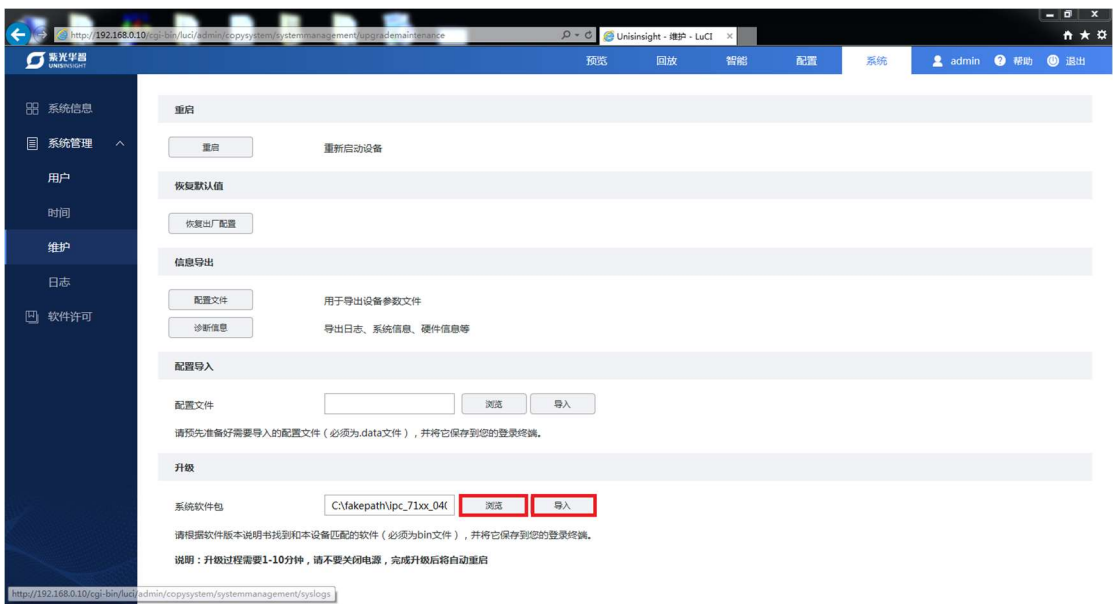 http://192.168.0.10/cgi-bin/luci/admin/copysystem/systemmanagement/upgrademaintenance
Unisinsight - 维护 - LuCI
紫光华智
UNISINSIGHT
预览 回放 智能 配置 系统 admin 帮助 退出
系统信息
系统管理
用户
时间
维护
日志
软件许可
重启
重启 重新启动设备
恢复默认值
恢复出厂配置
信息导出
配置文件 用于导出设备参数文件
诊断信息 导出日志、系统信息、硬件信息等
配置导入
配置文件 浏览 导入
请预先准备好需要导入的配置文件(必须为.data文件),并将它保存到您的登录终端。
升级
系统软件包 C:\fakepath\ipc_71xx_04( 浏览 导入
请根据软件版本说明书找到和本设备匹配的软件(必须为bin文件),并将它保存到您的登录终端。
说明:升级过程需要1-10分钟,请不要关闭电源,完成升级后将自动重启
http://192.168.0.10/cgi-bin/luci/admin/copysystem/systemmanagement/syslogs